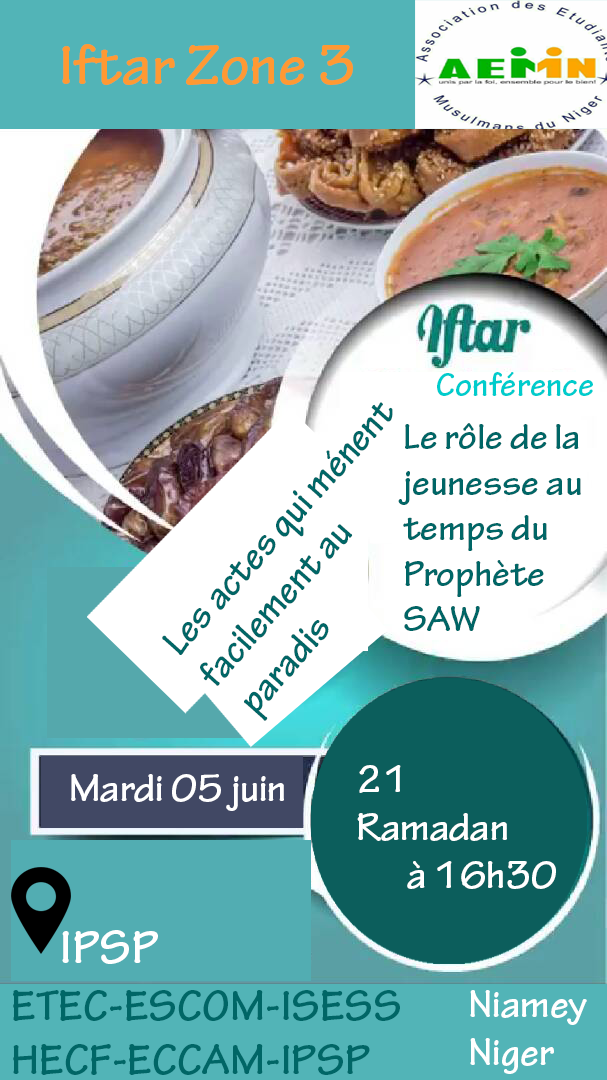 Iftar Zone 3
Association des Etudiants
AEMN
unis par la foi, ensemble pour le bien!
Musulmans du Niger
Iftar
Conférence
Le rôle de la
jeunesse au
temps du
Prophète
SAW
Les actes qui ménent
facilement au
paradis
Mardi 05 juin
21
Ramadan
à 16h30
IPSP
ETEC-ESCOM-ISESS
HECF-ECCAM-IPSP
Niamey
Niger